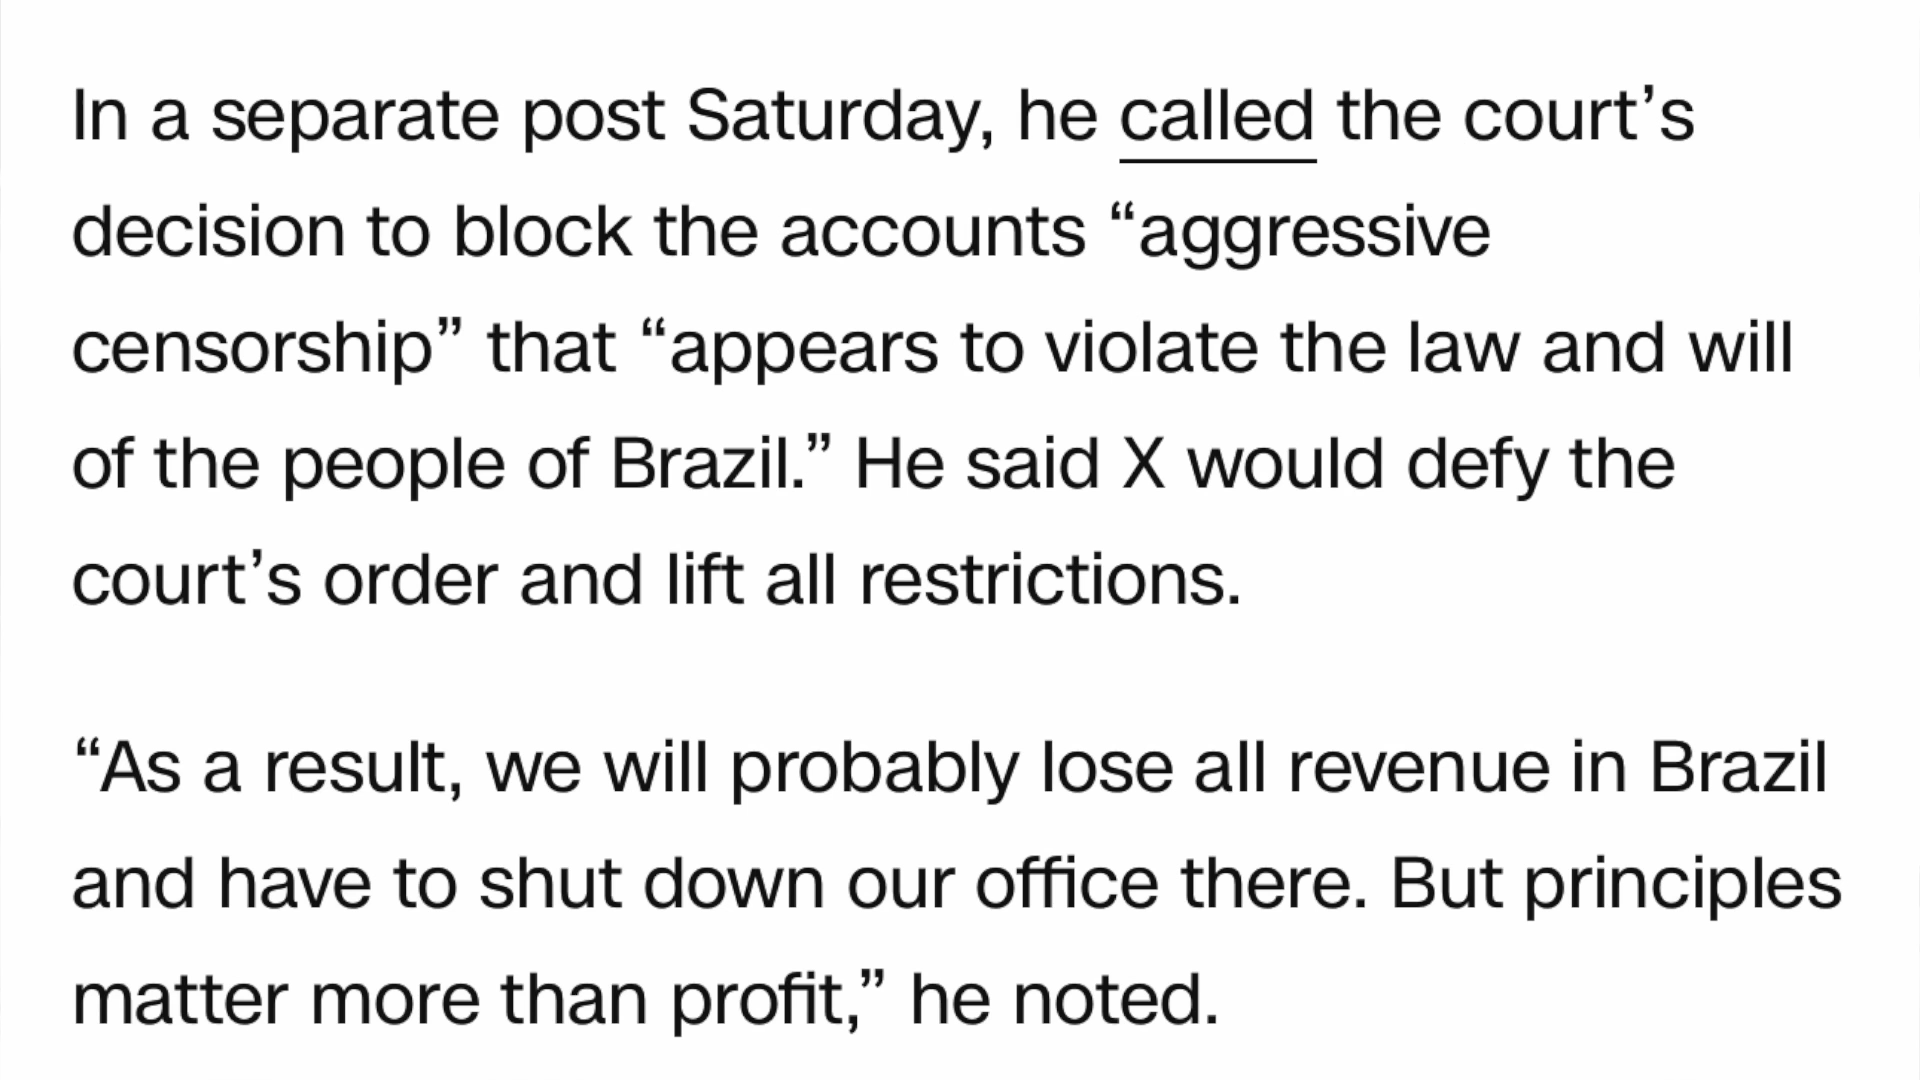 In a separate post Saturday, he called the court’s
decision to block the accounts “aggressive
censorship” that “appears to violate the law and will
of the people of Brazil.” He said X would defy the
court’s order and lift all restrictions.
“As a result, we will probably lose all revenue in Brazil
and have to shut down our office there. But principles
matter more than profit,” he noted.